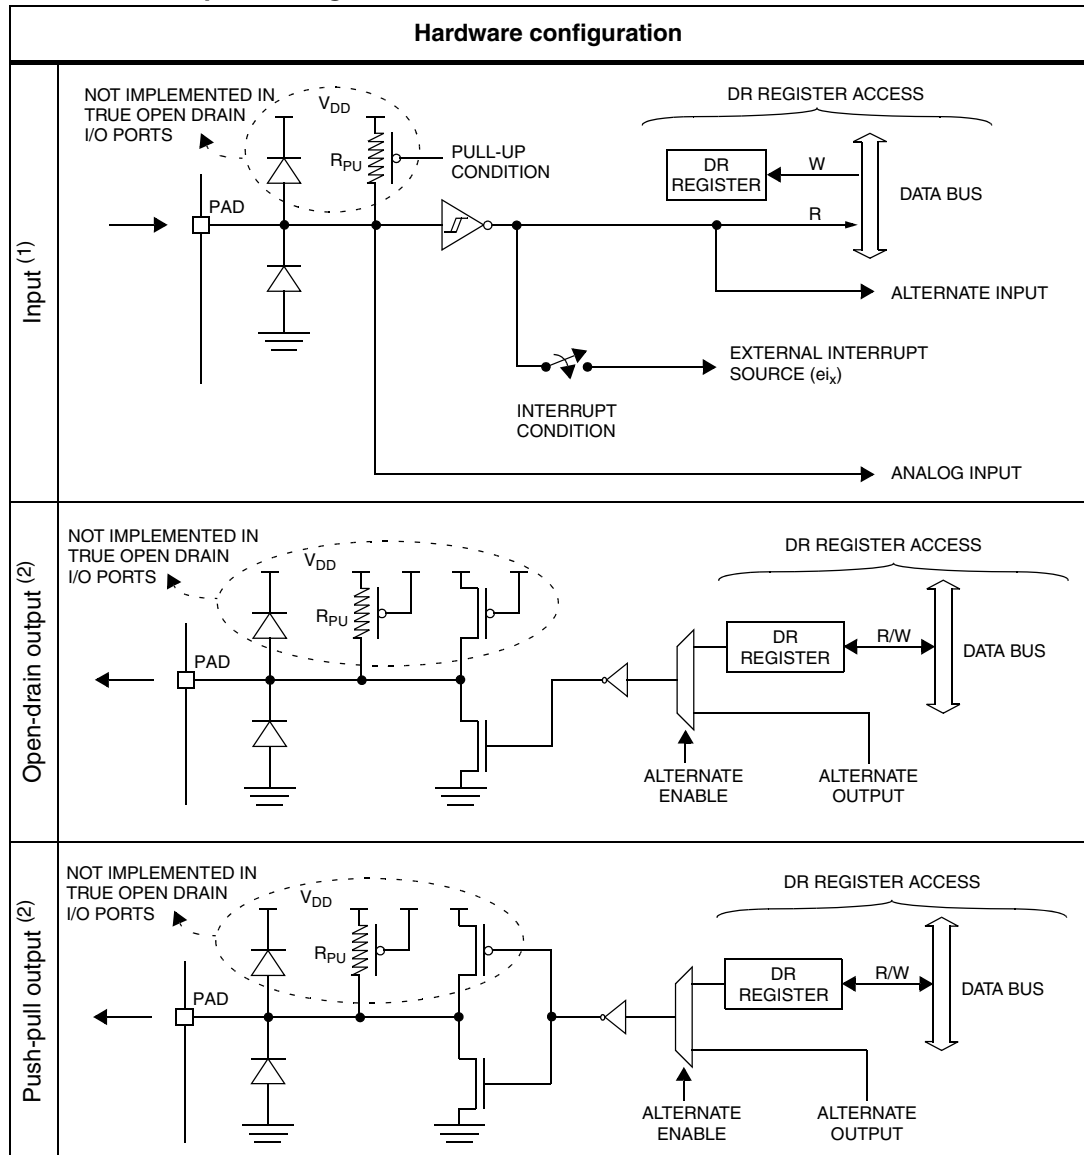 Hardware configuration
Input (1)
NOT IMPLEMENTED IN
TRUE OPEN DRAIN
I/O PORTS
VDD
RPU
PULL-UP
CONDITION
PAD
DR REGISTER ACCESS
DR
REGISTER
W
R
DATA BUS
ALTERNATE INPUT
EXTERNAL INTERRUPT
SOURCE (eix)
INTERRUPT
CONDITION
ANALOG INPUT
Open-drain output (2)
NOT IMPLEMENTED IN
TRUE OPEN DRAIN
I/O PORTS
VDD
RPU
PAD
DR REGISTER ACCESS
DR
REGISTER
R/W
DATA BUS
ALTERNATE
ENABLE
ALTERNATE
OUTPUT
Push-pull output (2)
NOT IMPLEMENTED IN
TRUE OPEN DRAIN
I/O PORTS
VDD
RPU
PAD
DR REGISTER ACCESS
DR
REGISTER
R/W
DATA BUS
ALTERNATE
ENABLE
ALTERNATE
OUTPUT